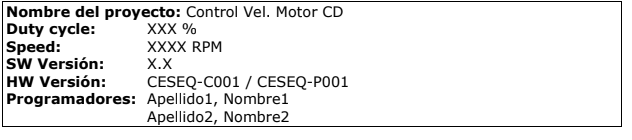 Nombre del proyecto: Control Vel. Motor CD
Duty cycle: XXX %
Speed: XXXX RPM
SW Versión: X.X
HW Versión: CESEQ-C001 / CESEQ-P001
Programadores: Apellido1, Nombre1
Apellido2, Nombre2